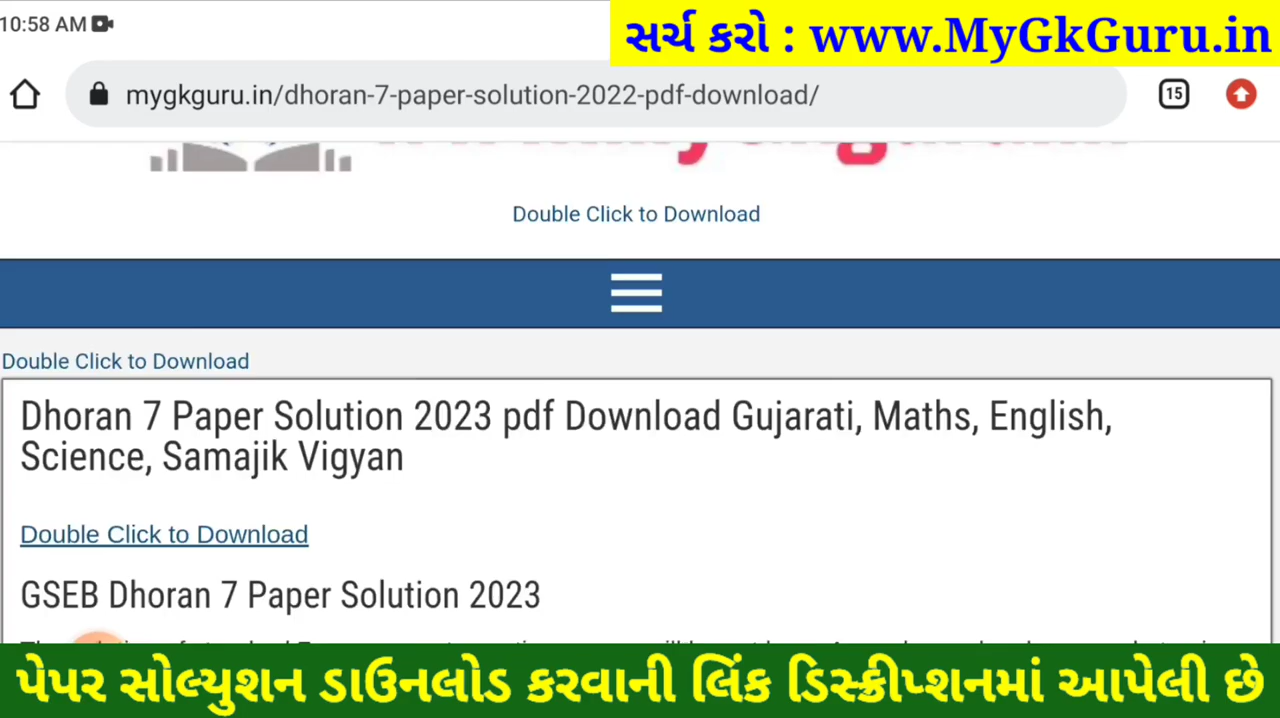 10:58 AM
સર્ચ કરો : www.MyGkGuru.in
mygkguru.in/dhoran-7-paper-solution-2022-pdf-download/
15
Double Click to Download
Double Click to Download
Dhoran 7 Paper Solution 2023 pdf Download Gujarati, Maths, English,
Science, Samajik Vigyan
Double Click to Download
GSEB Dhoran 7 Paper Solution 2023
પેપર સોલ્યુશન ડાઉનલોડ કરવાની લિંક ડિસ્ક્રીપ્શનમાં આપેલી છે